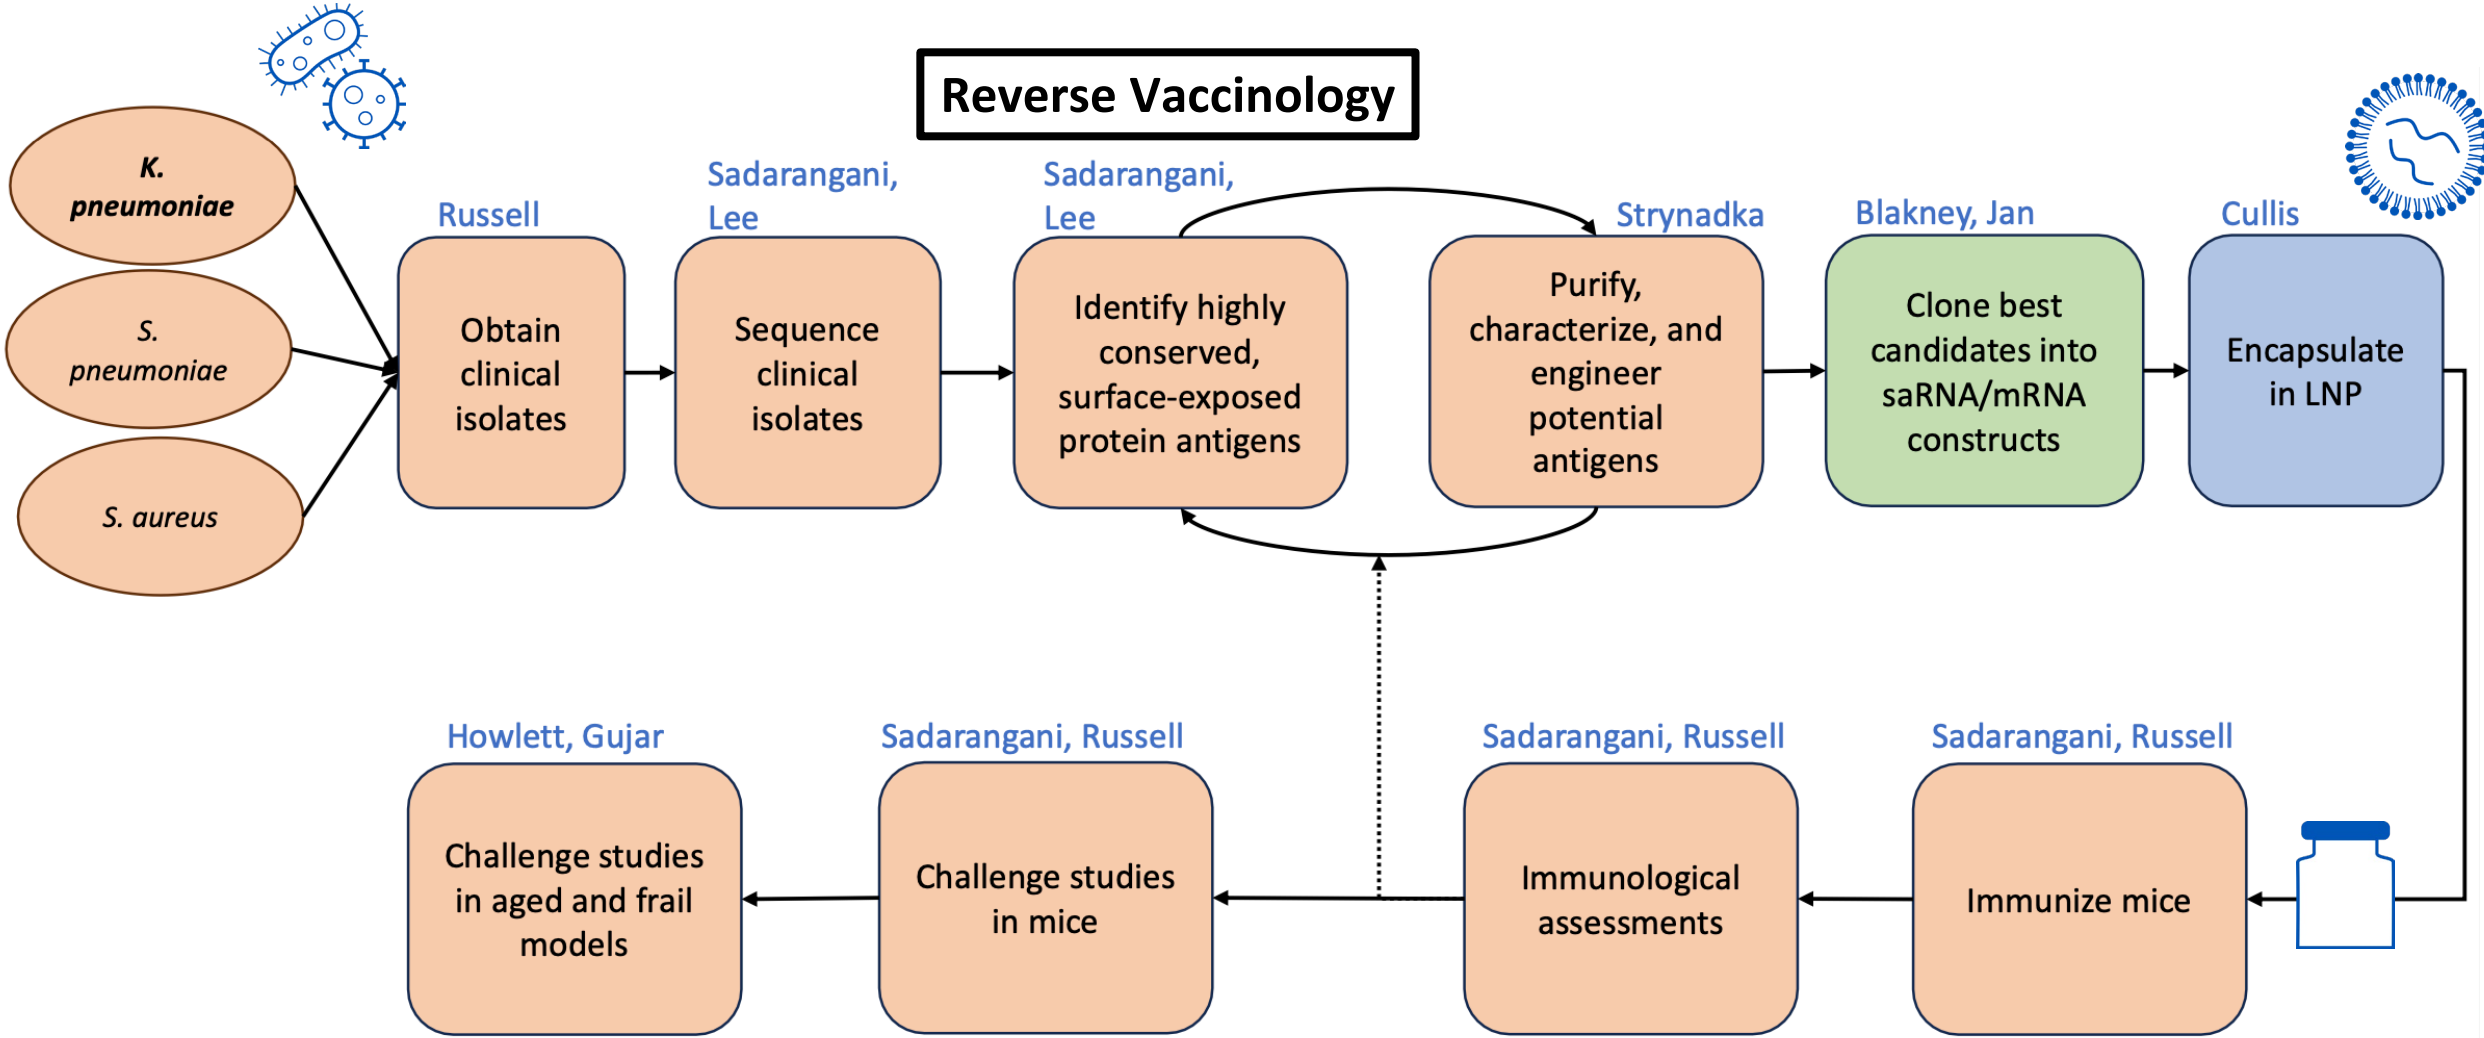 Reverse Vaccinology
K.
pneumoniae
S.
pneumoniae
S. aureus
Russell
Obtain
clinical
isolates
Sadarangani,
Lee
Sequence
clinical
isolates
Sadarangani,
Lee
Identify highly
conserved,
surface-exposed
protein antigens
Strynadka
Purify,
characterize, and
engineer
potential
antigens
Blakney, Jan
Clone best
candidates into
saRNA/mRNA
constructs
Cullis
Encapsulate
in LNP
Sadarangani, Russell
Immunize mice
Sadarangani, Russell
Immunological
assessments
Sadarangani, Russell
Challenge studies
in mice
Howlett, Gujar
Challenge studies
in aged and frail
models